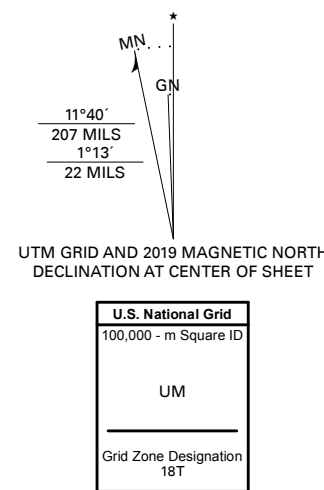 ★
MN
GN
11°40´
207 MILS
1°13´
22 MILS
UTM GRID AND 2019 MAGNETIC NORTH
DECLINATION AT CENTER OF SHEET
U.S. National Grid
100,000 - m Square ID
UM
Grid Zone Designation
18T